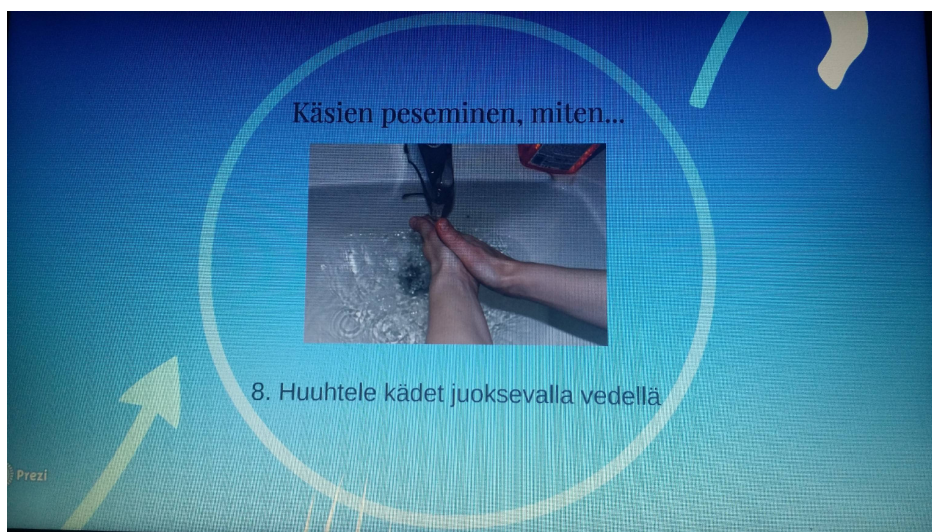 Käsien peseminen, miten...
8. Huuhtele kädet juoksevalla vedellä
Prezi